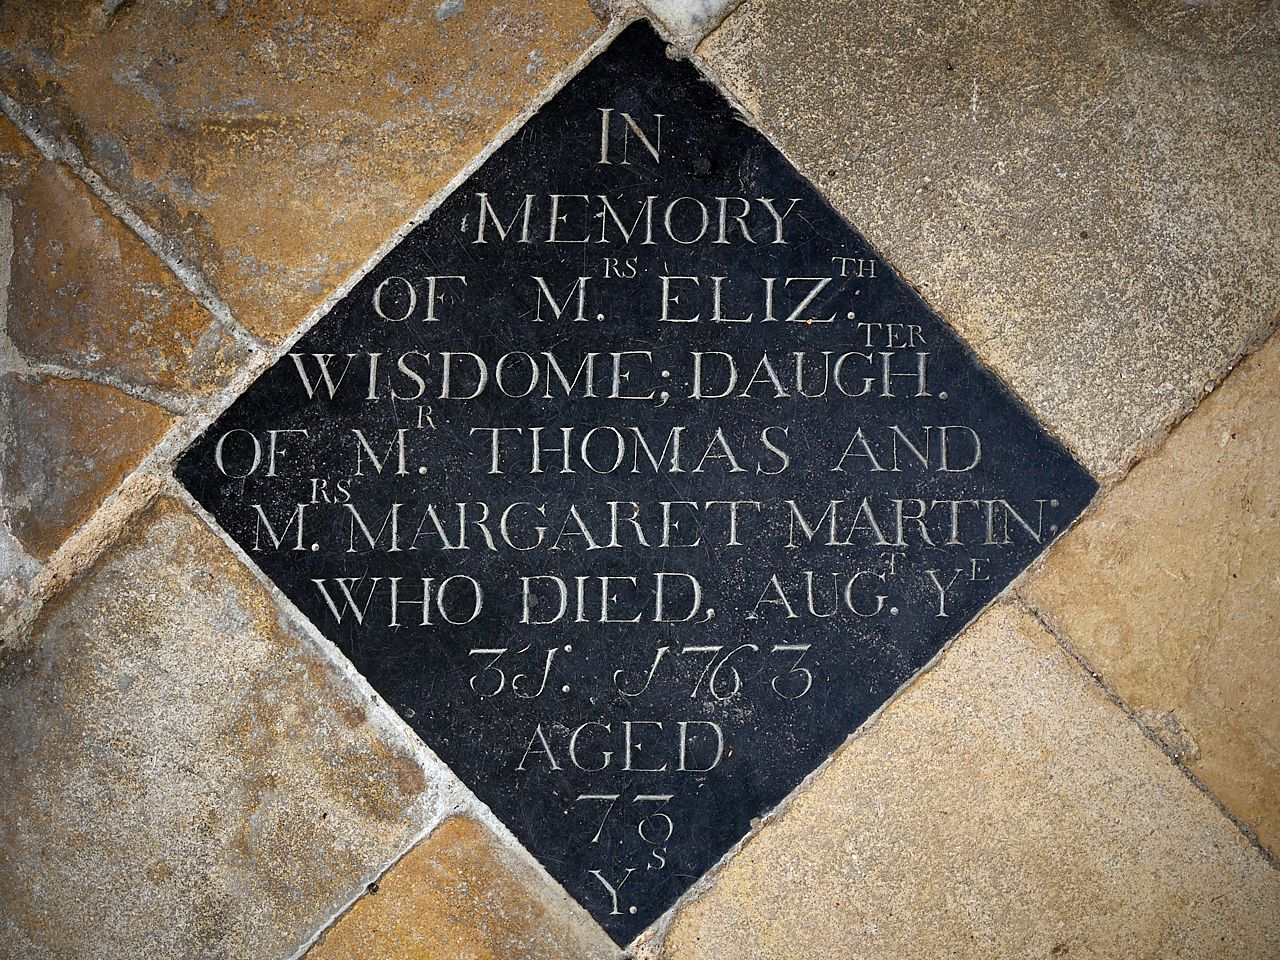 IN
MEMORY
OF M.RS ELIZ:TH
WISDOME; DAUGH.TER
OF M.R THOMAS AND
M.RS MARGARET MARTIN;
WHO DIED, AUG.T YE
31: 1763
AGED
73
Y.S